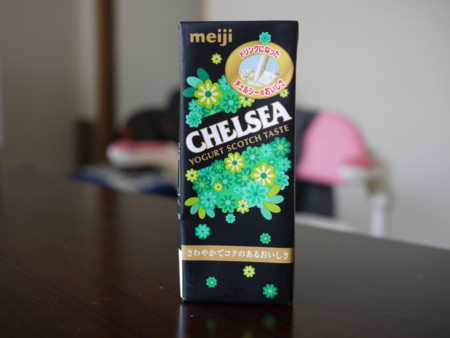 meiji
ドリンクになった
チェルシーのおいしさ
CHELSEA
YOGURT SCOTCH TASTE
さわやかでコクのあるおいしさ